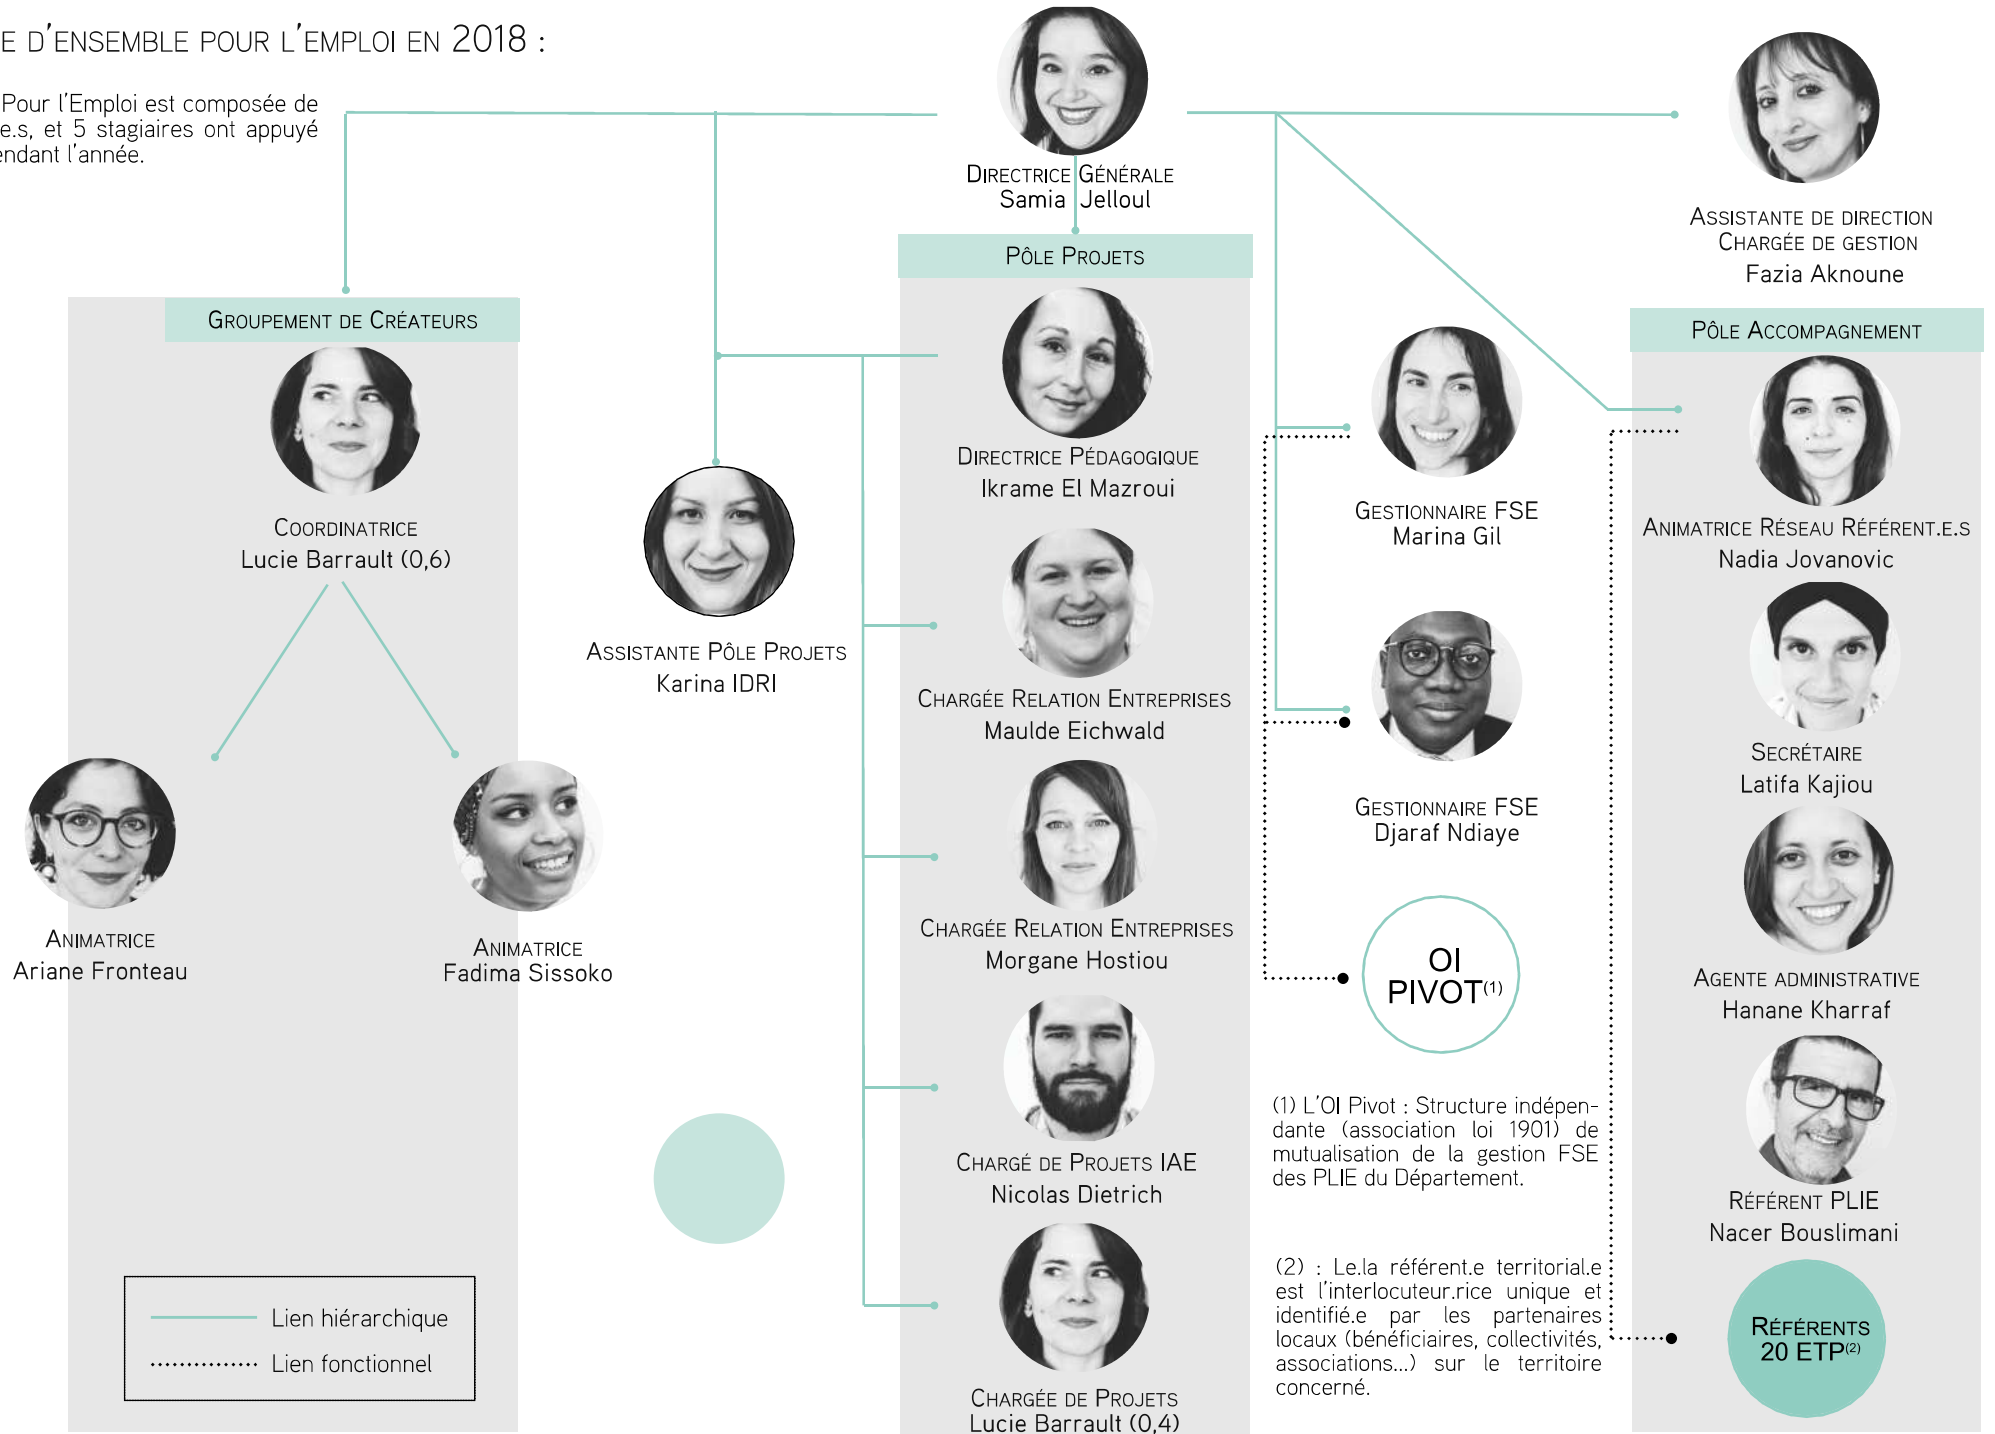 E D'ENSEMBLE POUR L'EMPLOI EN 2018 :
Pour l'Emploi est composée de
e.s, et 5 stagiaires ont appuyé
endant l'année.
DIRECTRICE GÉNÉRALE
Samia Jelloul
ASSISTANTE DE DIRECTION
CHARGÉE DE GESTION
Fazia Aknoune
GROUPEMENT DE CRÉATEURS
COORDINATRICE
Lucie Barrault (0,6)
ANIMATRICE
Ariane Fronteau
ANIMATRICE
Fadima Sissoko
ASSISTANTE PÔLE PROJETS
Karina IDRI
PÔLE PROJETS
DIRECTRICE PÉDAGOGIQUE
Ikrame El Mazroui
CHARGÉE RELATION ENTREPRISES
Maulde Eichwald
CHARGÉE RELATION ENTREPRISES
Morgane Hostiou
CHARGÉ DE PROJETS IAE
Nicolas Dietrich
CHARGÉE DE PROJETS
Lucie Barrault (0,4)
GESTIONNAIRE FSE
Marina Gil
GESTIONNAIRE FSE
Djaraf Ndiaye
OI
PIVOT(1)
(1) L'OI Pivot : Structure indépen-
dante (association loi 1901) de
mutualisation de la gestion FSE
des PLIE du Département.
(2) : Le.la référent.e territorial.e
est l'interlocuteur.rice unique et
identifié.e par les partenaires
locaux (bénéficiaires, collectivités,
associations...) sur le territoire
concerné.
PÔLE ACCOMPAGNEMENT
ANIMATRICE RÉSEAU RÉFÉRENT.E.S
Nadia Jovanovic
SECRÉTAIRE
Latifa Kajiou
AGENTE ADMINISTRATIVE
Hanane Kharraf
RÉFÉRENT PLIE
Nacer Bouslimani
RÉFÉRENTS
20 ETP(2)
Lien hiérarchique
Lien fonctionnel